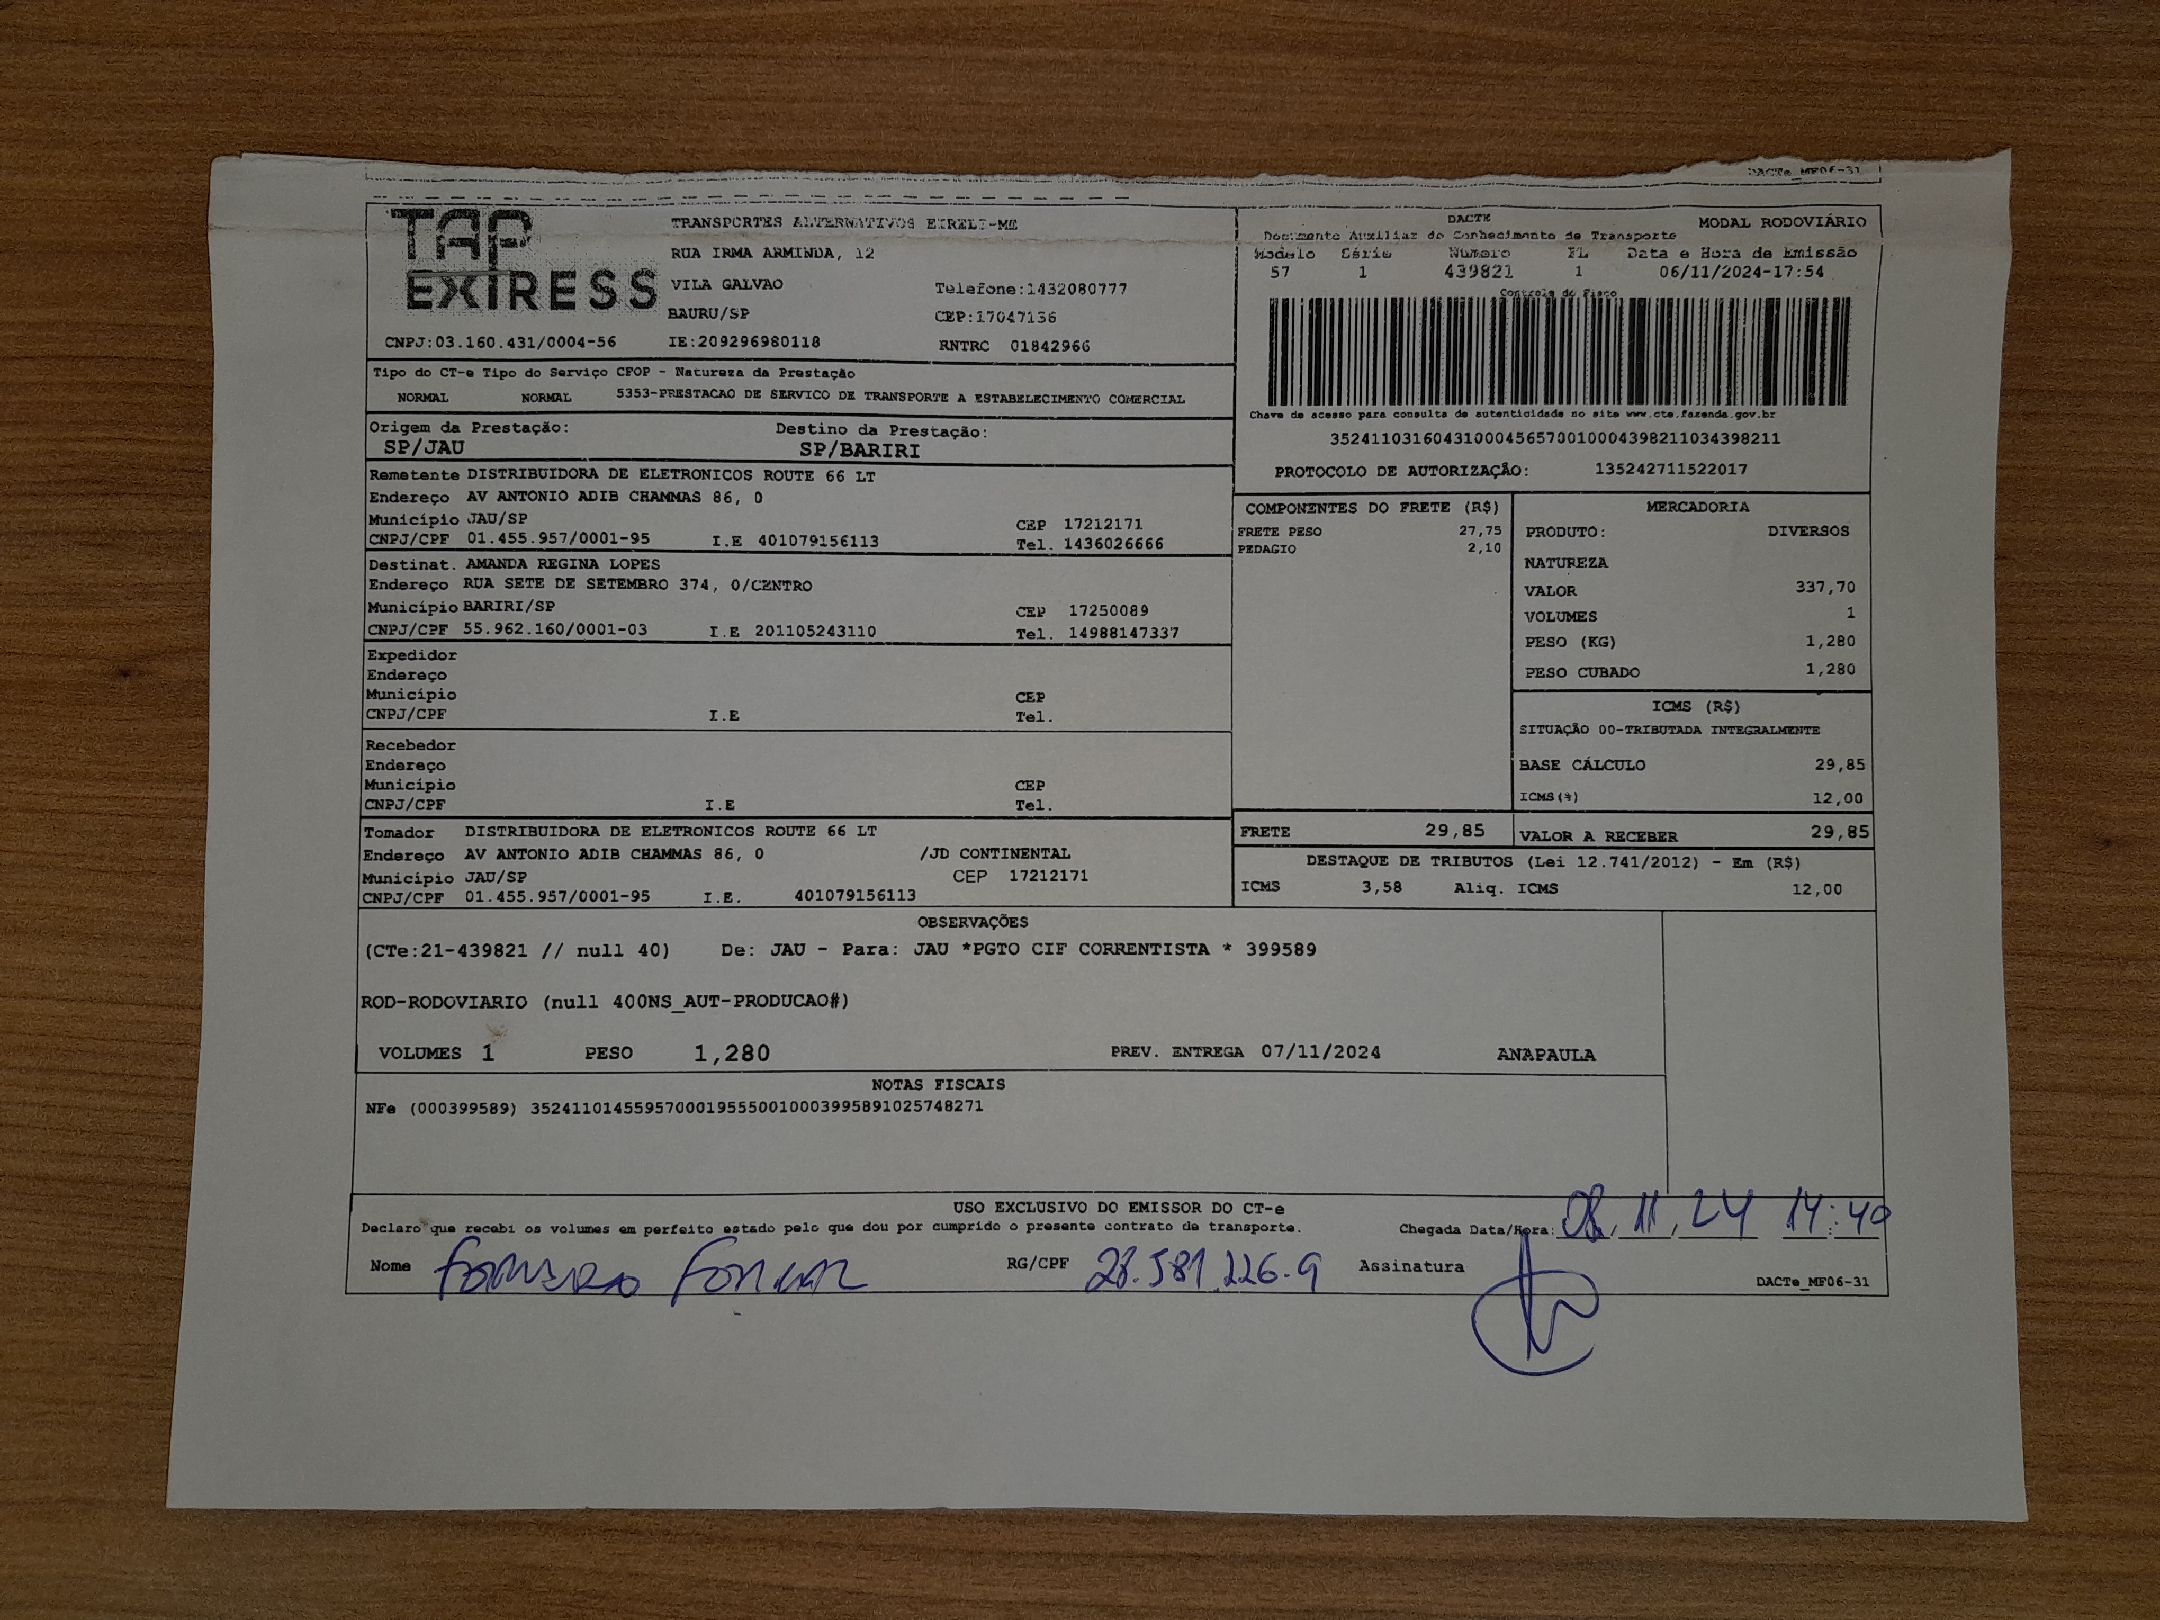 DACTe_MF06-31
TAP
EXPRESS
TRANSPORTES ALTERNATIVOS EIRELI-ME
RUA IRMA ARMINDA, 12
VILA GALVAO Telefone:1432080777
BAURU/SP CEP:17047136
CNPJ:03.160.431/0004-56 IE:209296980118 RNTRC 01842966
DACTE MODAL RODOVIÁRIO
Documento Auxiliar do Conhecimento de Transporte
Modelo Série Número FL Data e Hora de Emissão
57 1 439821 1 06/11/2024-17:54
Controle do Fisco
Chave de acesso para consulta de autenticidade no site www.cte.fazenda.gov.br
35241103160431000456570010004398211034398211
PROTOCOLO DE AUTORIZAÇÃO: 135242711522017
Tipo do CT-e Tipo do Serviço CFOP - Natureza da Prestação
NORMAL NORMAL 5353-PRESTACAO DE SERVICO DE TRANSPORTE A ESTABELECIMENTO COMERCIAL
Origem da Prestação: Destino da Prestação:
SP/JAU SP/BARIRI
Remetente DISTRIBUIDORA DE ELETRONICOS ROUTE 66 LT
Endereço AV ANTONIO ADIB CHAMMAS 86, 0
Município JAU/SP CEP 17212171
CNPJ/CPF 01.455.957/0001-95 I.E 401079156113 Tel. 1436026666
Destinat. AMANDA REGINA LOPES
Endereço RUA SETE DE SETEMBRO 374, 0/CENTRO
Município BARIRI/SP CEP 17250089
CNPJ/CPF 55.962.160/0001-03 I.E 201105243110 Tel. 14988147337
Expedidor
Endereço
Município CEP
CNPJ/CPF I.E Tel.
Recebedor
Endereço
Município CEP
CNPJ/CPF I.E Tel.
Tomador DISTRIBUIDORA DE ELETRONICOS ROUTE 66 LT
Endereço AV ANTONIO ADIB CHAMMAS 86, 0 /JD CONTINENTAL
Município JAU/SP CEP 17212171
CNPJ/CPF 01.455.957/0001-95 I.E. 401079156113
COMPONENTES DO FRETE (R$)
FRETE PESO 27,75
PEDAGIO 2,10
MERCADORIA
PRODUTO: DIVERSOS
NATUREZA
VALOR 337,70
VOLUMES 1
PESO (KG) 1,280
PESO CUBADO 1,280
ICMS (R$)
SITUAÇÃO 00-TRIBUTADA INTEGRALMENTE
BASE CÁLCULO 29,85
ICMS(%) 12,00
FRETE 29,85 VALOR A RECEBER 29,85
DESTAQUE DE TRIBUTOS (Lei 12.741/2012) - Em (R$)
ICMS 3,58 Aliq. ICMS 12,00
OBSERVAÇÕES
(CTe:21-439821 // null 40) De: JAU - Para: JAU *PGTO CIF CORRENTISTA * 399589
ROD-RODOVIARIO (null 400NS_AUT-PRODUCAO#)
VOLUMES 1 PESO 1,280 PREV. ENTREGA 07/11/2024 ANAPAULA
NOTAS FISCAIS
NFe (000399589) 35241101455957000195550010003995891025748271
USO EXCLUSIVO DO EMISSOR DO CT-e
Declaro que recebi os volumes em perfeito estado pelo que dou por cumprido o presente contrato de transporte. Chegada Data/Hora: 08.11.24 14:40
Nome RG/CPF 28.581.226.9 Assinatura
DACTe_MF06-31